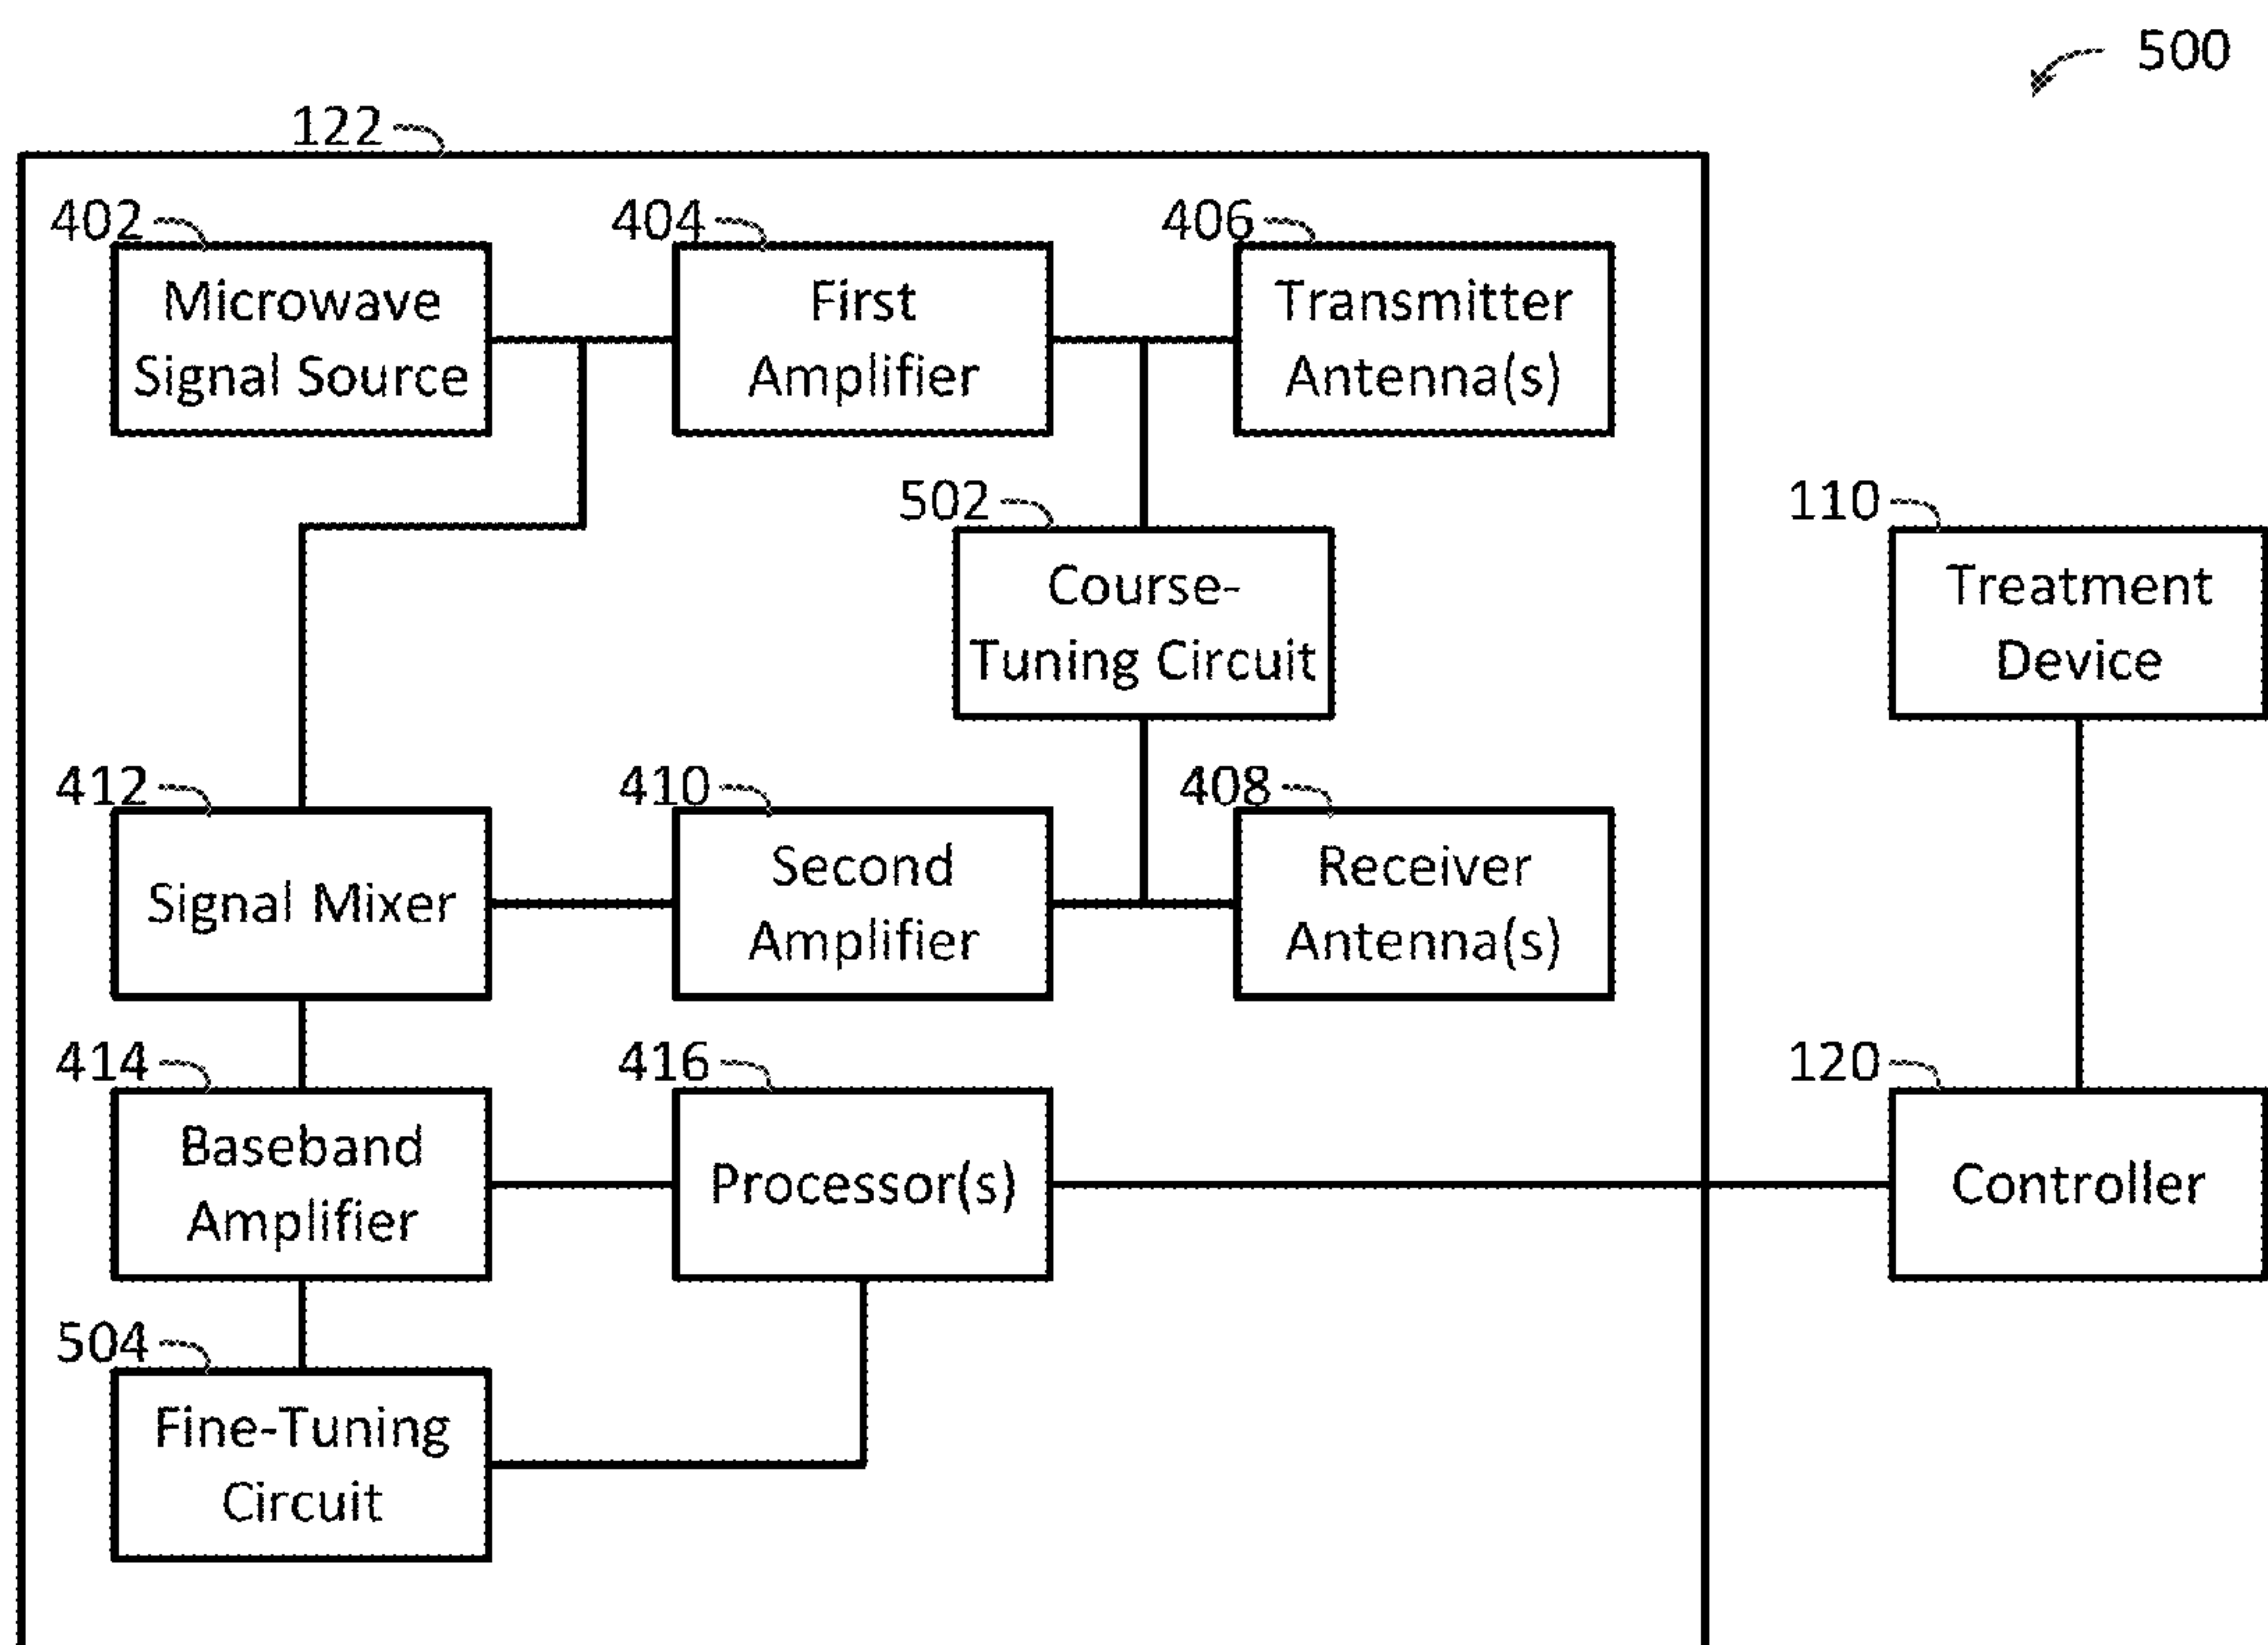 500
122
402
Microwave
Signal Source
404
First
Amplifier
406
Transmitter
Antenna(s)
502
Course-
Tuning Circuit
110
Treatment
Device
412
Signal Mixer
410
Second
Amplifier
408
Receiver
Antenna(s)
414
Baseband
Amplifier
416
Processor(s)
120
Controller
504
Fine-Tuning
Circuit